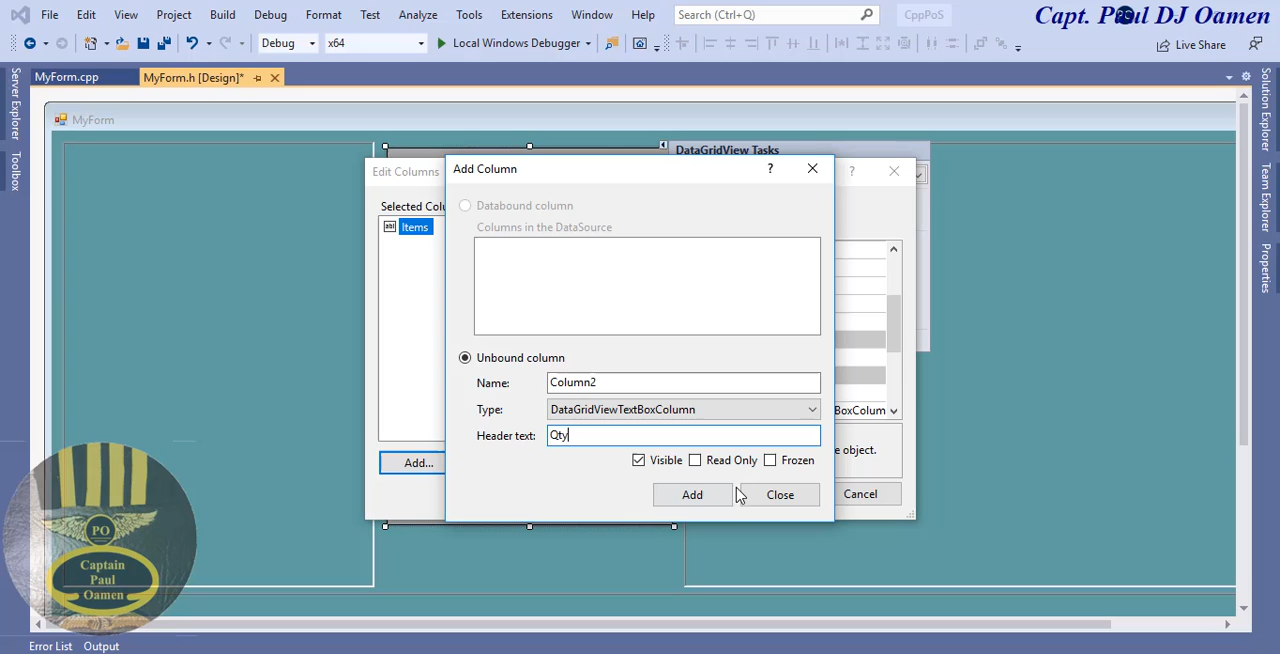 File Edit View Project Build Debug Format Test Analyze Tools Extensions Window Help Search (Ctrl+Q) CppPoS
Capt. Paul DJ Oamen
Debug x64 Local Windows Debugger Live Share
MyForm.cpp MyForm.h [Design]*
Server Explorer
Toolbox
Solution Explorer
Team Explorer
Properties
MyForm
DataGridView Tasks
Edit Columns ?
Selected Colu
abl Items
Add...
Add Column ?
Databound column
Columns in the DataSource
Unbound column
Name: Column2
Type: DataGridViewTextBoxColumn
Header text: Qty
Visible Read Only Frozen
Add Close
BoxColum
e object.
Cancel
PO
Captain
Paul
Oamen
Error List Output